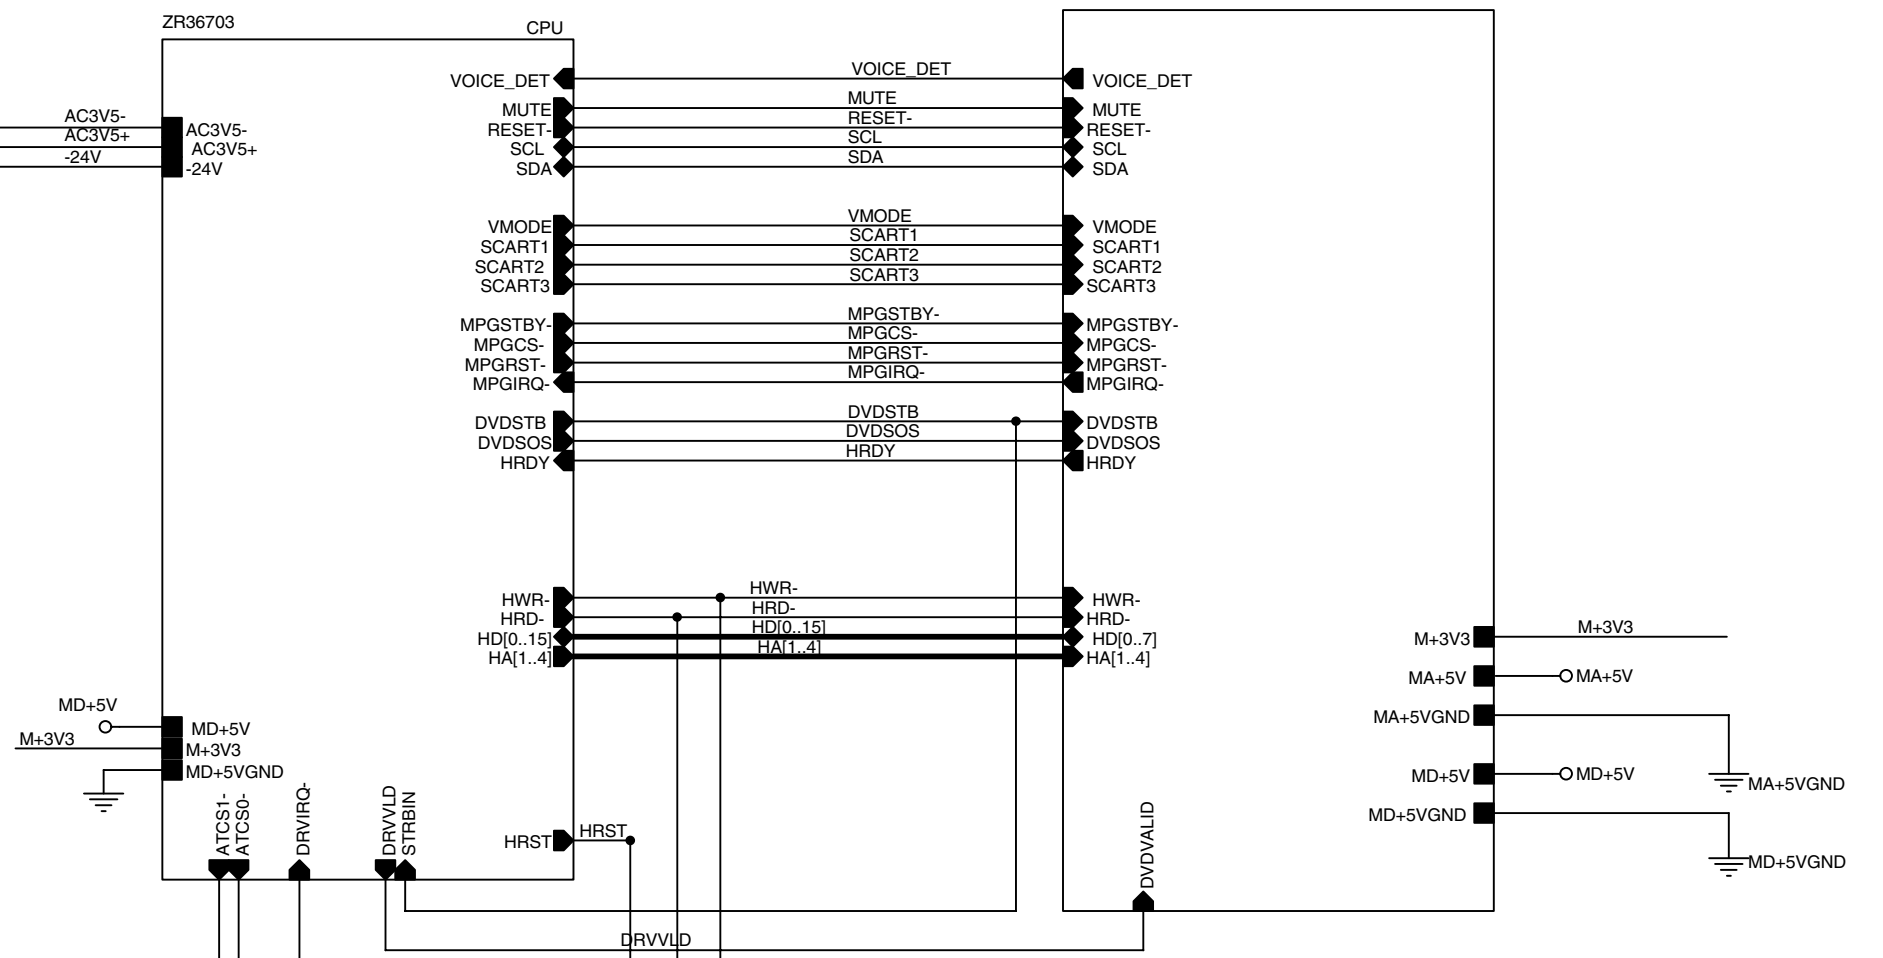 ZR36703
CPU
VOICE_DET
VOICE_DET
VOICE_DET
MUTE
MUTE
MUTE
RESET-
RESET-
RESET-
SCL
SCL
SCL
SDA
SDA
SDA
AC3V5-
AC3V5-
AC3V5+
AC3V5+
-24V
-24V
VMODE
VMODE
VMODE
SCART1
SCART1
SCART1
SCART2
SCART2
SCART2
SCART3
SCART3
SCART3
MPGSTBY-
MPGSTBY-
MPGSTBY-
MPGCS-
MPGCS-
MPGCS-
MPGRST-
MPGRST-
MPGRST-
MPGIRQ-
MPGIRQ-
MPGIRQ-
DVDSTB
DVDSTB
DVDSTB
DVDSOS
DVDSOS
DVDSOS
HRDY
HRDY
HRDY
HWR-
HWR-
HWR-
HRD-
HRD-
HRD-
HD[0..15]
HD[0..15]
HD[0..7]
HA[1..4]
HA[1..4]
HA[1..4]
M+3V3
M+3V3
MA+5V
MA+5V
MA+5VGND
MD+5V
MD+5V
MA+5VGND
MD+5VGND
MD+5VGND
MD+5V
MD+5V
M+3V3
M+3V3
MD+5VGND
ATCS1-
ATCS0-
DRVIRQ-
DRVVLD
STRBIN
HRST
HRST
DVDVALID
DRVVLD